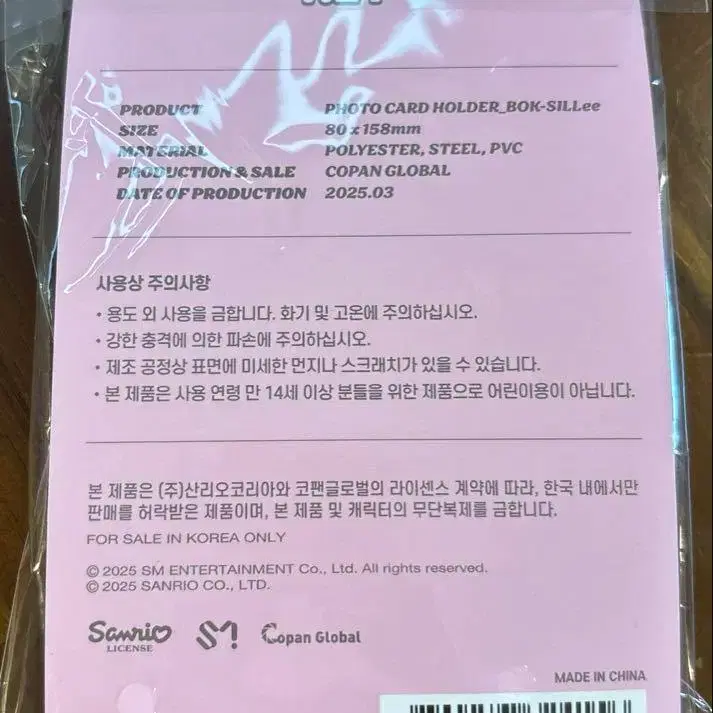 PRODUCT PHOTO CARD HOLDER_BOK-SILLee
SIZE 80 x 158mm
MATERIAL POLYESTER, STEEL, PVC
PRODUCTION & SALE COPAN GLOBAL
DATE OF PRODUCTION 2025.03
사용상 주의사항
• 용도 외 사용을 금합니다. 화기 및 고온에 주의하십시오.
• 강한 충격에 의한 파손에 주의하십시오.
• 제조 공정상 표면에 미세한 먼지나 스크래치가 있을 수 있습니다.
• 본 제품은 사용 연령 만 14세 이상 분들을 위한 제품으로 어린이용이 아닙니다.
본 제품은 (주)산리오코리아와 코팬글로벌의 라이센스 계약에 따라, 한국 내에서만
판매를 허락받은 제품이며, 본 제품 및 캐릭터의 무단복제를 금합니다.
FOR SALE IN KOREA ONLY
© 2025 SM ENTERTAINMENT Co., Ltd. All rights reserved.
© 2025 SANRIO CO., LTD.
Sanrio LICENSE SM Copan Global
MADE IN CHINA